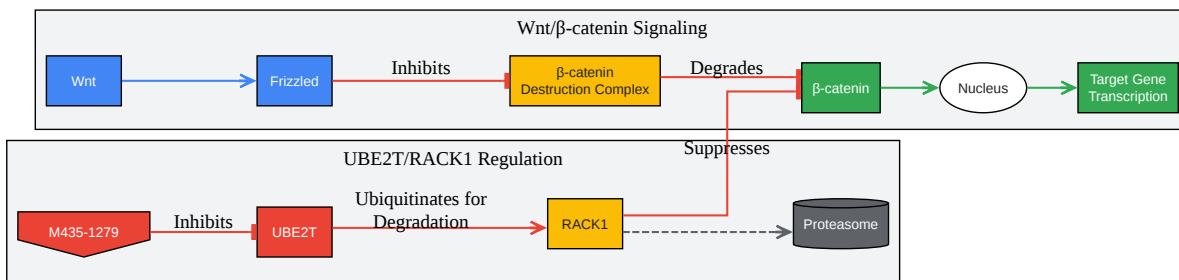 Wnt/β-catenin Signaling
Wnt
Frizzled
Inhibits
β-catenin
Destruction Complex
Degrades
β-catenin
Nucleus
Target Gene
Transcription
Suppresses
UBE2T/RACK1 Regulation
M435-1279
Inhibits
UBE2T
Ubiquitinates for
Degradation
RACK1
Proteasome